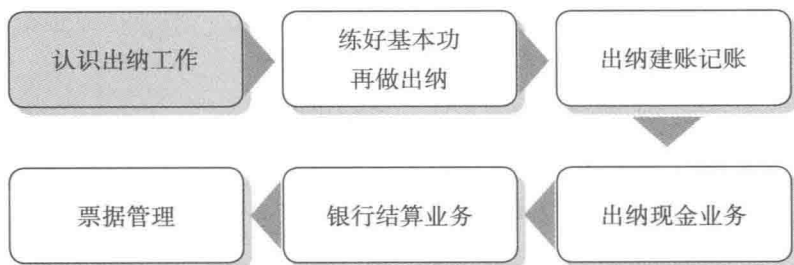 认识出纳工作
练好基本功
再做出纳
出纳建账记账
出纳现金业务
银行结算业务
票据管理